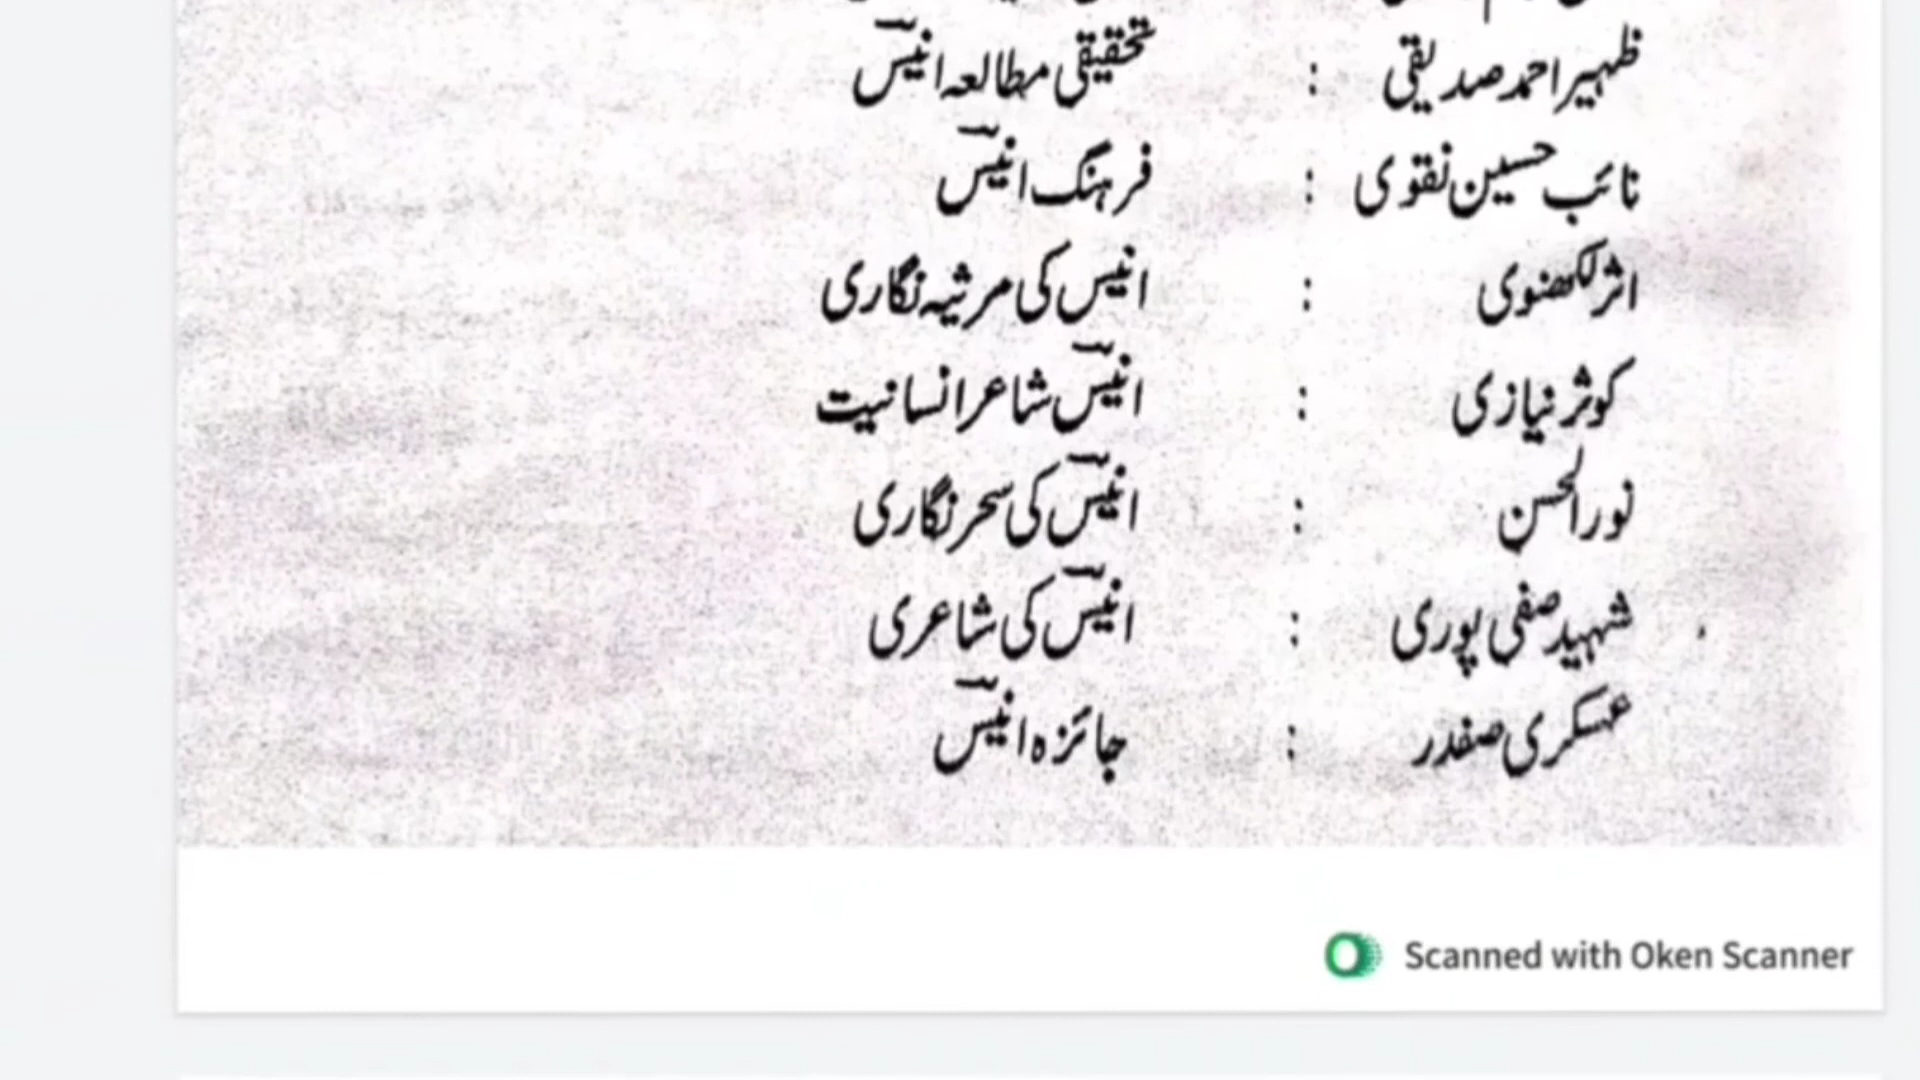 ظہیر احمد صدیقی : تحقیقی مطالعہ انیسؔ
نائب حسین نقوی : فرہنگ انیسؔ
اثر لکھنوی : انیس کی مرثیہ نگاری
کوثر نیازی : انیسؔ شاعر انسانیت
نور الحسن : انیسؔ کی سحر نگاری
شہید صفی پوری : انیسؔ کی شاعری
عسکری صفدر : جائزہ انیسؔ
Scanned with Oken Scanner